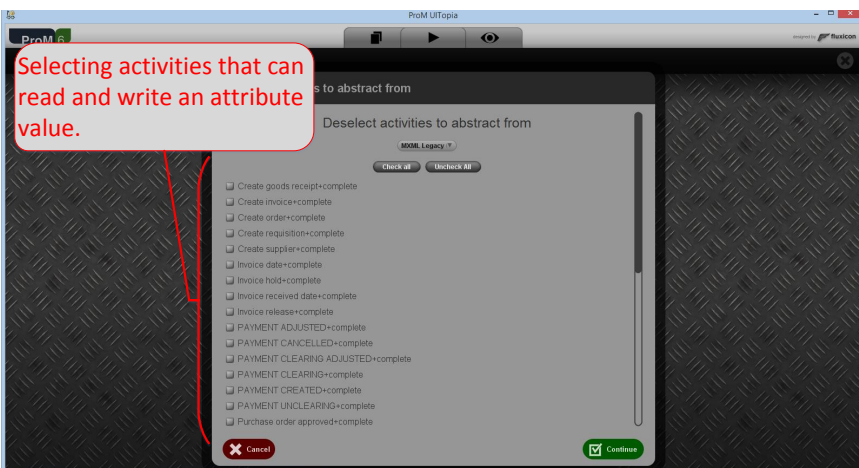 ProM UITopia
ProM 6
designed by fluxicon
Selecting activities that can
read and write an attribute
value.
s to abstract from
Deselect activities to abstract from
MXML Legacy
Check all Uncheck All
Create goods receipt+complete
Create invoice+complete
Create order+complete
Create requisition+complete
Create supplier+complete
Invoice date+complete
Invoice hold+complete
Invoice received date+complete
Invoice release+complete
PAYMENT ADJUSTED+complete
PAYMENT CANCELLED+complete
PAYMENT CLEARING ADJUSTED+complete
PAYMENT CLEARING+complete
PAYMENT CREATED+complete
PAYMENT UNCLEARING+complete
Purchase order approved+complete
Cancel Continue